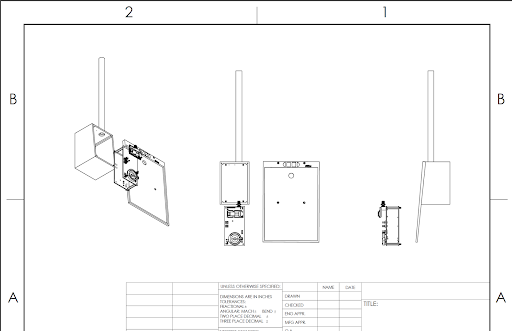 2 1
B B
A A
UNLESS OTHERWISE SPECIFIED:
NAME DATE
DIMENSIONS ARE IN INCHES
TOLERANCES:
FRACTIONAL±
ANGULAR: MACH± BEND ±
TWO PLACE DECIMAL ±
THREE PLACE DECIMAL ±
DRAWN
CHECKED
ENG APPR.
MFG APPR.
TITLE: